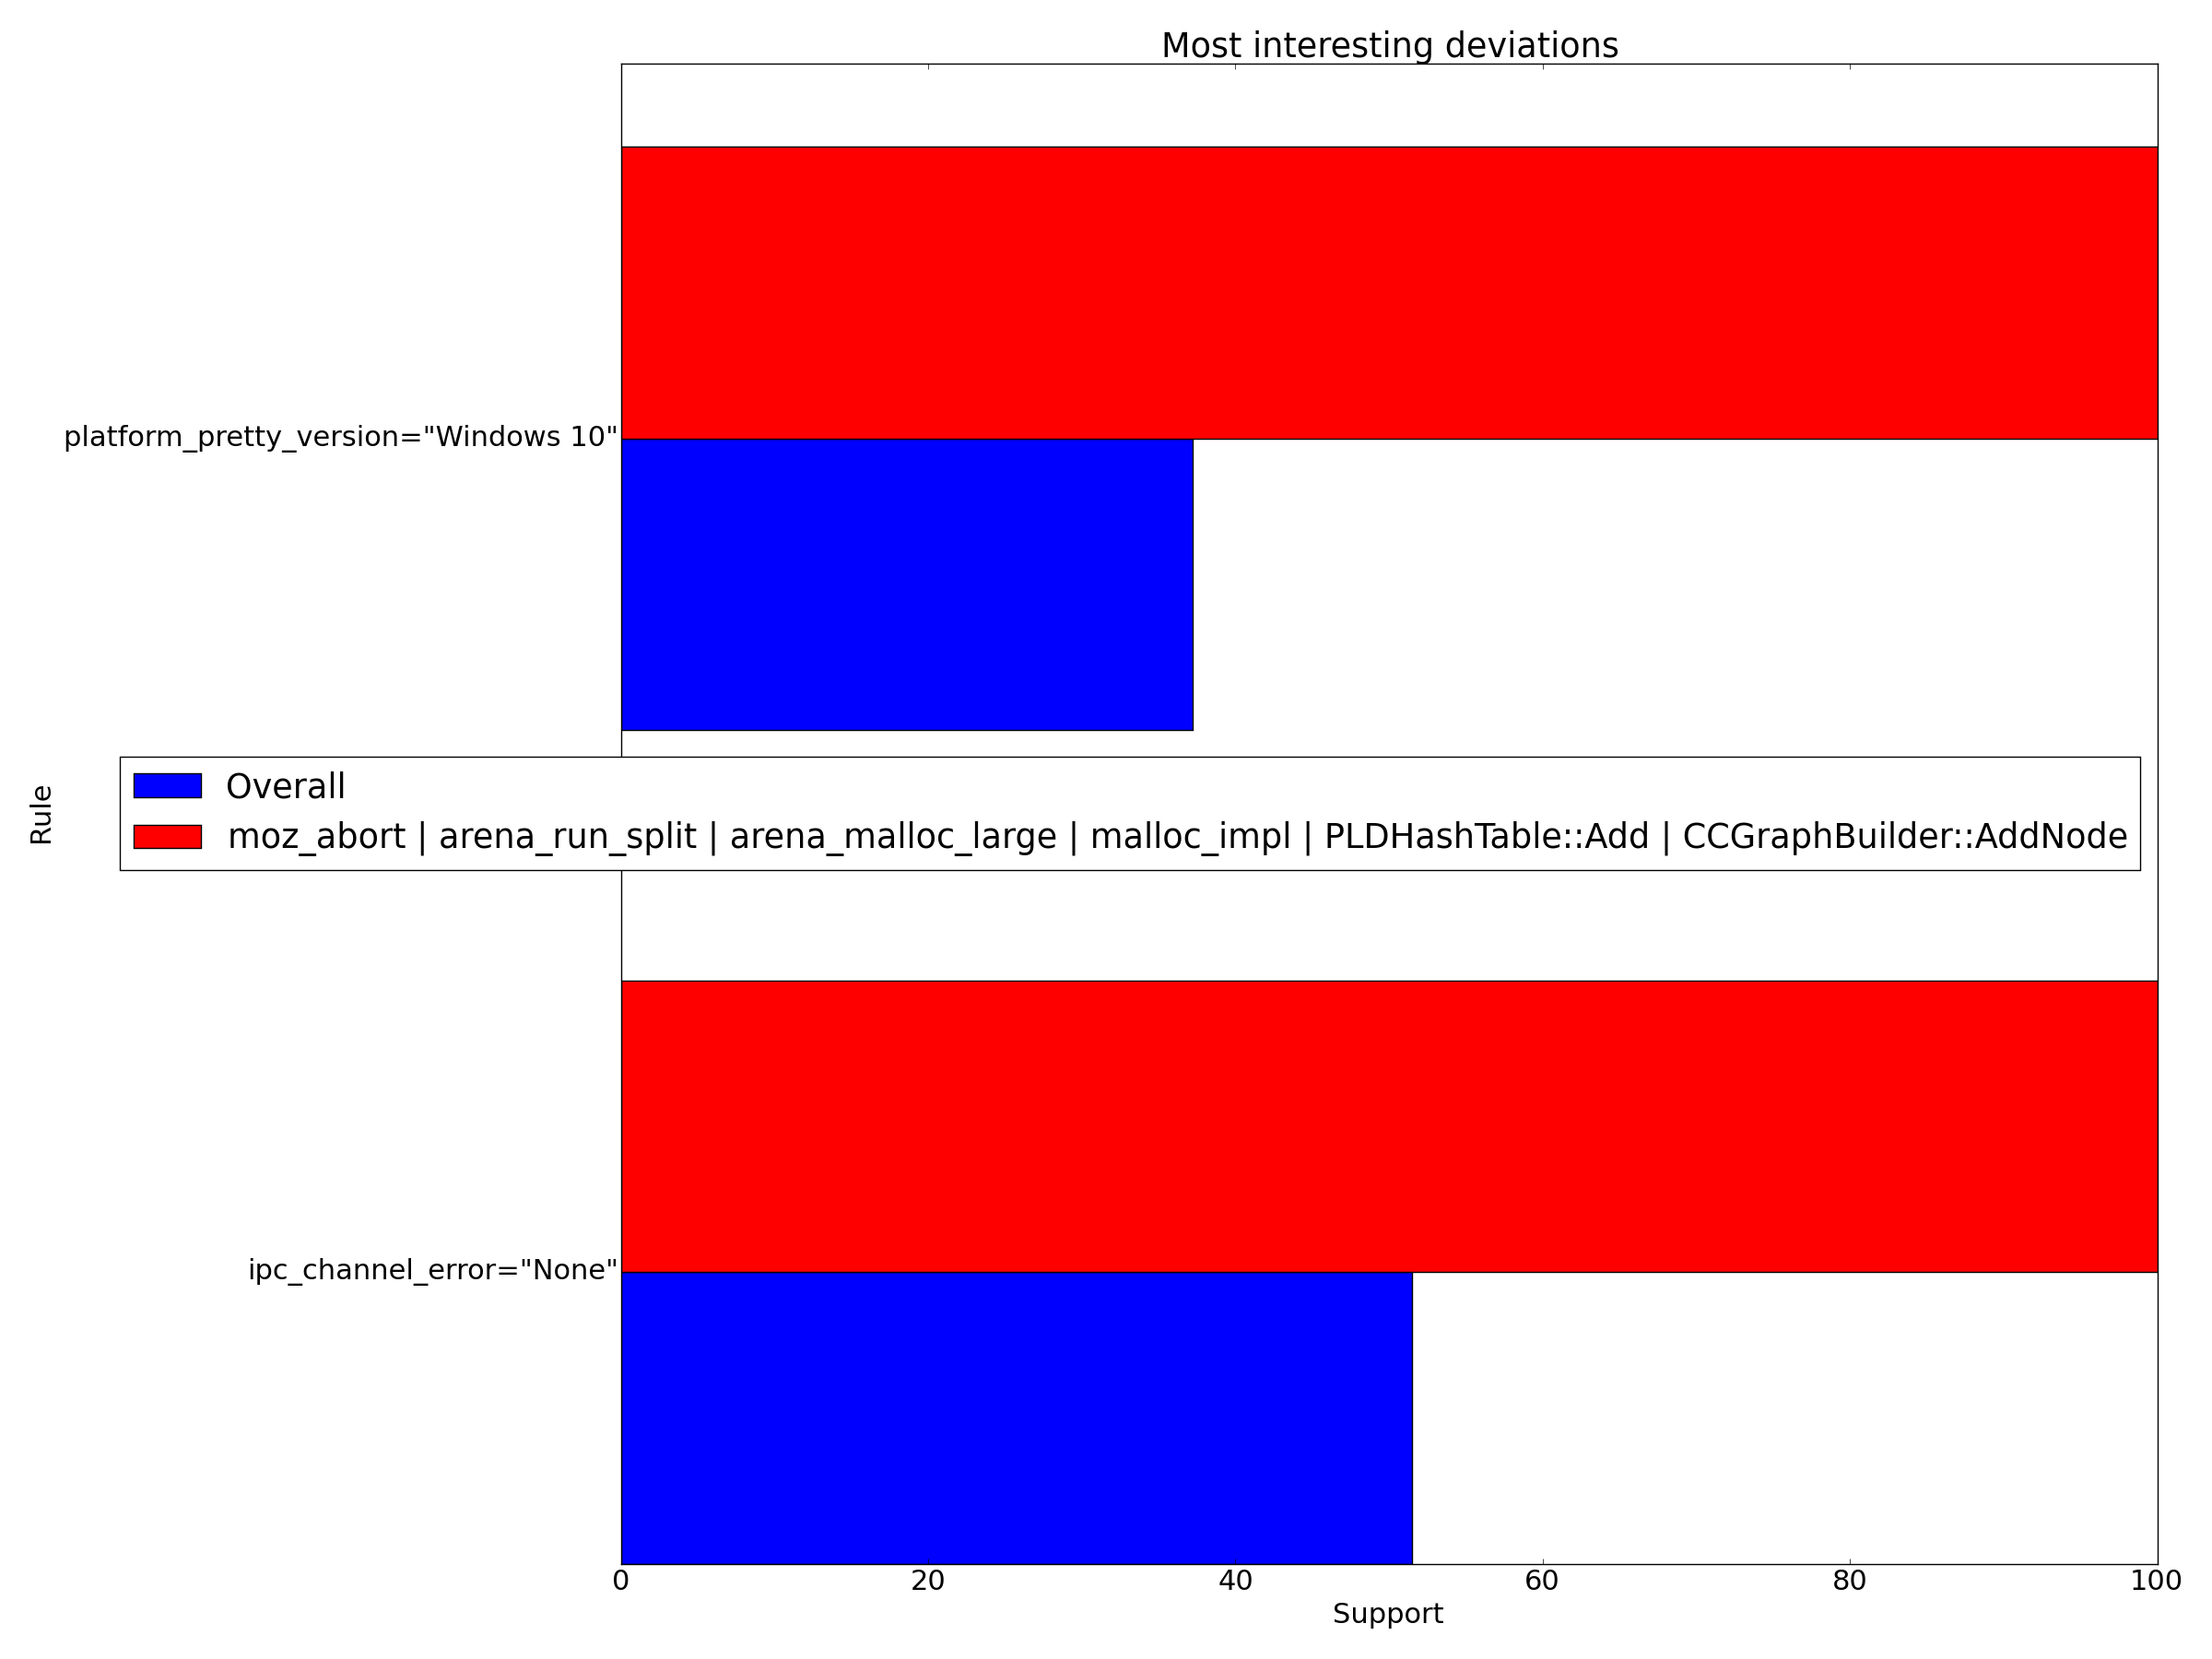 Most interesting deviations
platform_pretty_version="Windows 10"
Rule
Overall
moz_abort | arena_run_split | arena_malloc_large | malloc_impl | PLDHashTable::Add | CCGraphBuilder::AddNode
ipc_channel_error="None"
0 20 40 60 80 100
Support